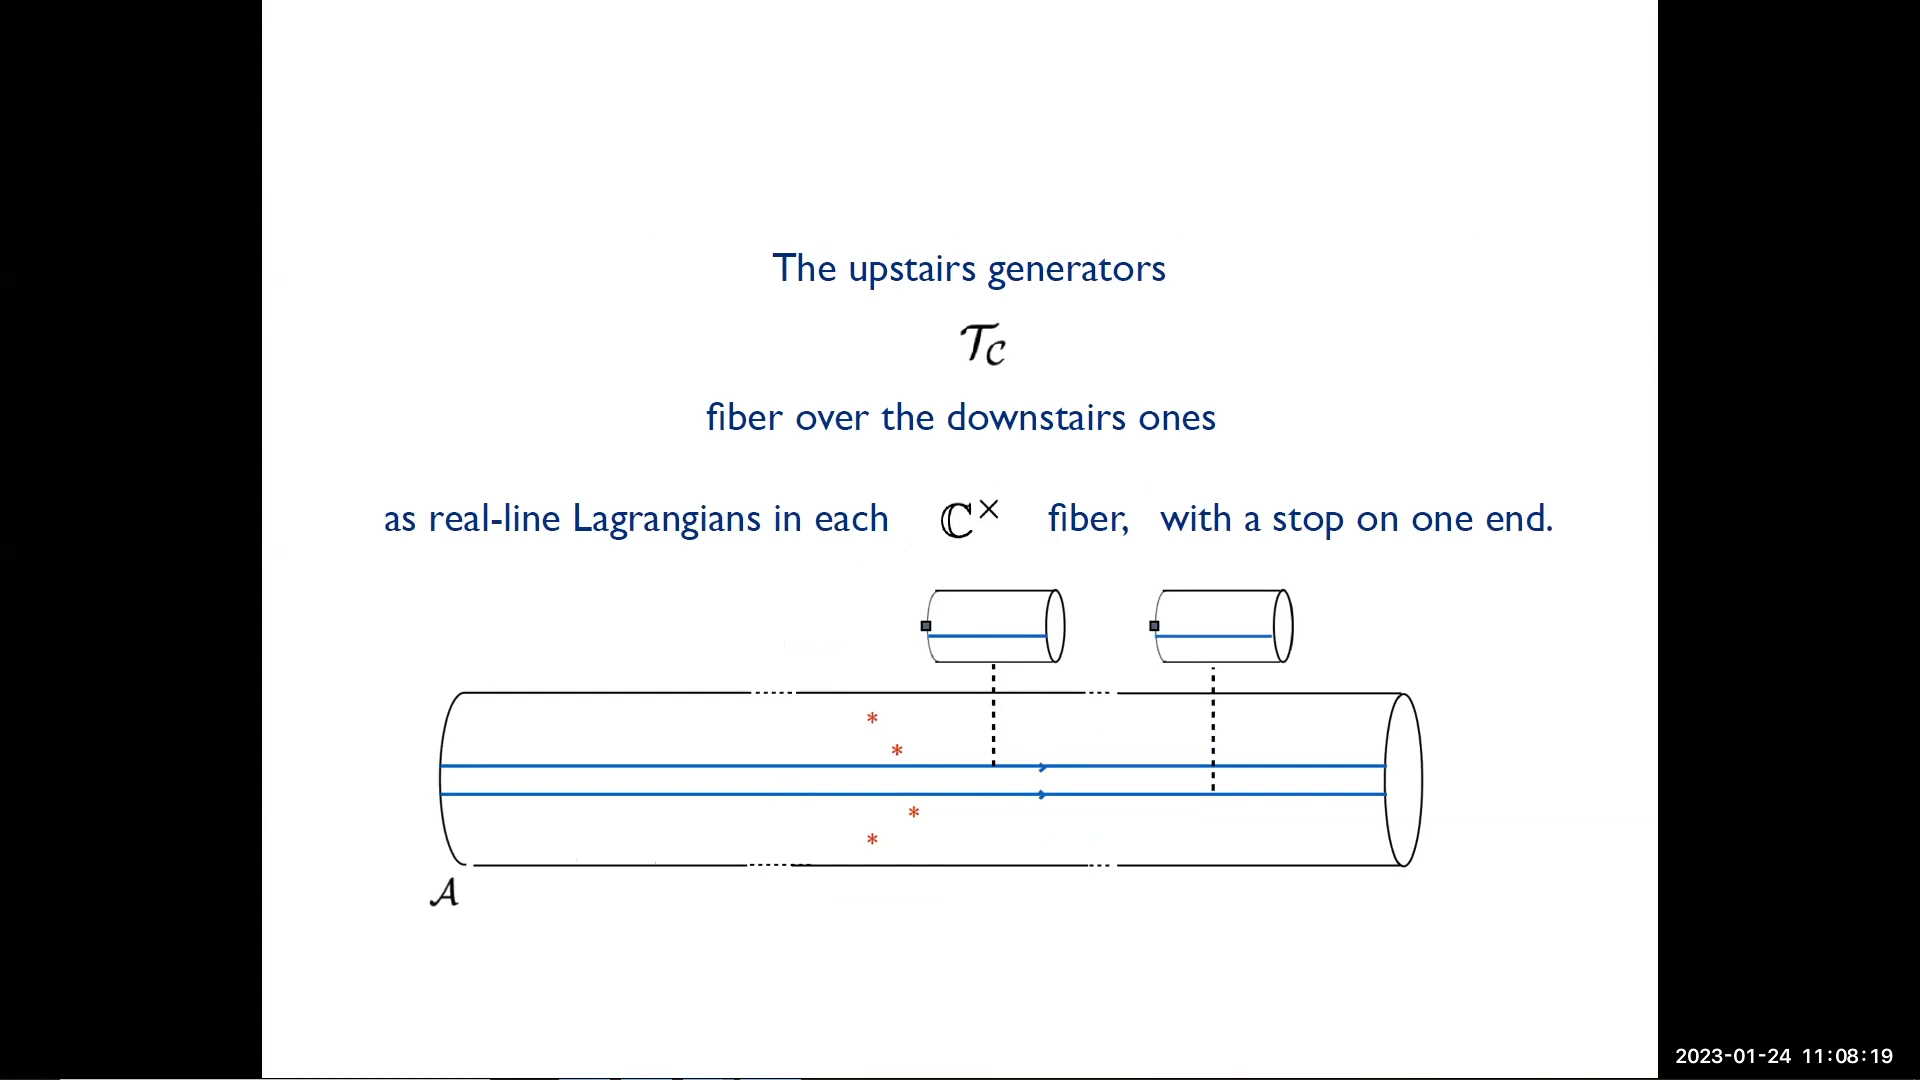 The upstairs generators
𝒯_𝒞
fiber over the downstairs ones
as real-line Lagrangians in each ℂ^× fiber, with a stop on one end.
*
*
*
*
𝒜
2023-01-24 11:08:19